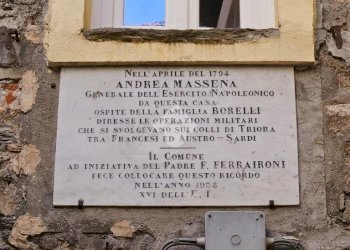 NELL'APRILE DEL 1794
ANDREA MASSENA
GENERALE DELL'ESERCITO NAPOLEONICO
DA QUESTA CASA
OSPITE DELLA FAMIGLIA BORELLI
DIRESSE LE OPERAZIONI MILITARI
CHE SI SVOLGEVANO SUI COLLI DI TRIORA
TRA FRANCESI ED AUSTRO-SARDI
IL COMUNE
AD INIZIATIVA DEL PADRE F. FERRAIRONI
FECE COLLOCARE QUESTO RICORDO
NELL'ANNO 1938
XVI DELL'E.F.